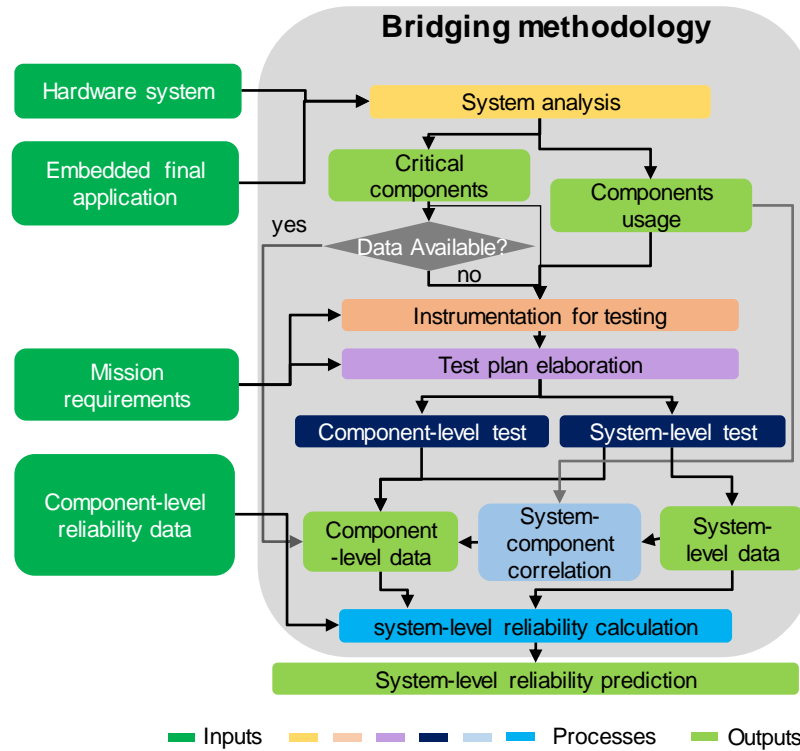 Bridging methodology
Hardware system
System analysis
Embedded final
application
Critical
components
Components
usage
yes
Data Available?
no
Instrumentation for testing
Mission
requirements
Test plan elaboration
Component-level test
System-level test
Component-level
reliability data
Component
-level data
System-
component
correlation
System-
level data
system-level reliability calculation
System-level reliability prediction
Inputs
Processes
Outputs